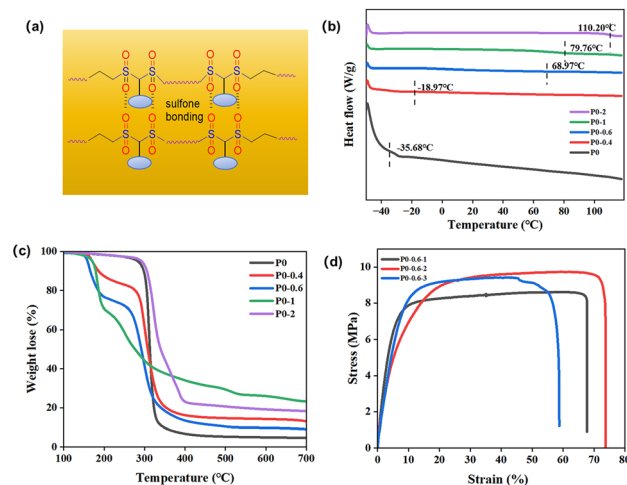 (a)
O O O O
S S S S
O O O O
sulfone
bonding
O O O O
S S S S
O O O O
(b)
Heat flow (W/g)
110.20℃
79.76℃
68.97℃
-18.97℃
-35.68℃
P0-2
P0-1
P0-0.6
P0-0.4
P0
-40 -20 0 20 40 60 80 100
Temperature (℃)
(c)
Weight loss (%)
100
80
60
40
20
0
P0
P0-0.4
P0-0.6
P0-1
P0-2
100 200 300 400 500 600 700
Temperature (℃)
(d)
Stress (MPa)
10
8
6
4
2
0
P0-0.6-1
P0-0.6-2
P0-0.6-3
0 10 20 30 40 50 60 70 80
Strain (%)